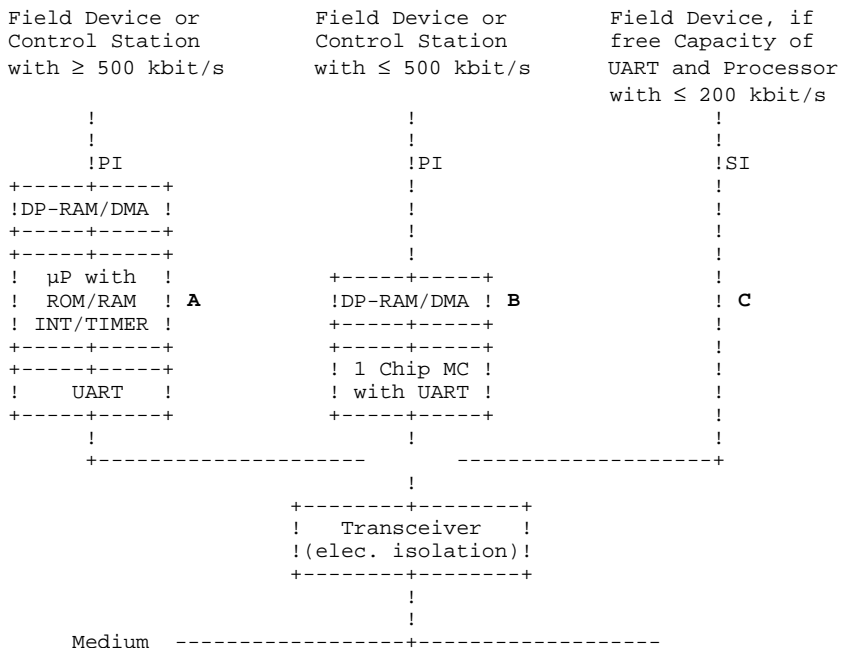 Field Device or          Field Device or          Field Device, if
Control Station          Control Station          free Capacity of
with ≥ 500 kbit/s        with ≤ 500 kbit/s        UART and Processor
with ≤ 200 kbit/s
!PI                       !PI                      !SI
!DP-RAM/DMA !
! µP with !
! ROM/RAM ! A             !DP-RAM/DMA ! B          ! C
! INT/TIMER !
! 1 Chip MC !
! UART !                  ! with UART !
! Transceiver !
!(elec. isolation)!
Medium